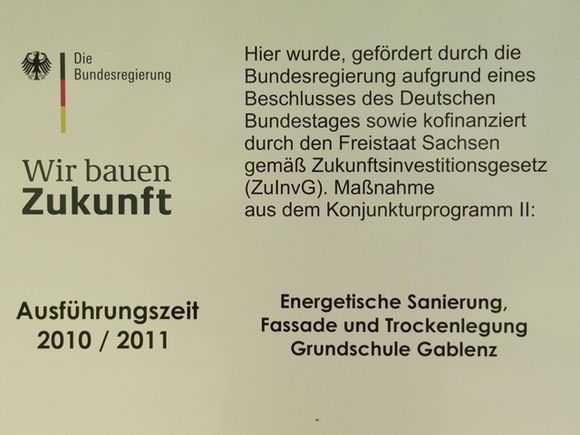 Die
Bundesregierung
Wir bauen
Zukunft
Hier wurde, gefördert durch die
Bundesregierung aufgrund eines
Beschlusses des Deutschen
Bundestages sowie kofinanziert
durch den Freistaat Sachsen
gemäß Zukunftsinvestitionsgesetz
(ZuInvG). Maßnahme
aus dem Konjunkturprogramm II:
Ausführungszeit
2010 / 2011
Energetische Sanierung,
Fassade und Trockenlegung
Grundschule Gablenz